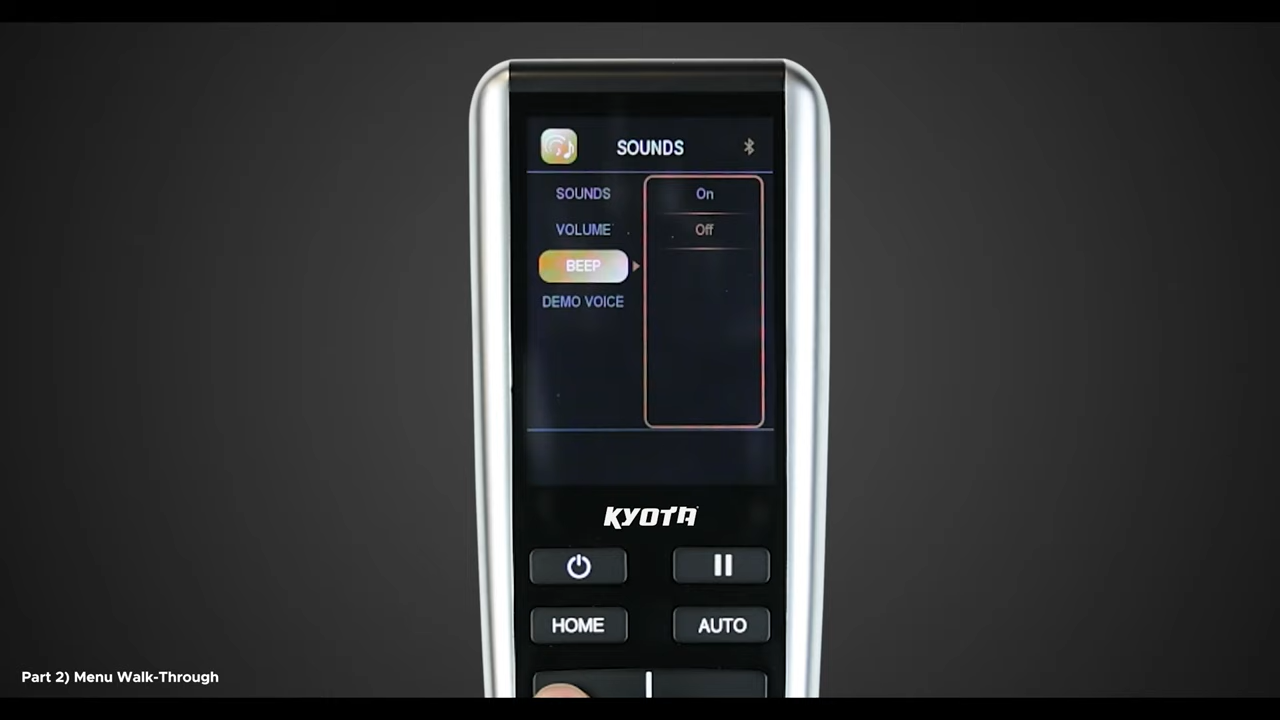 SOUNDS
SOUNDS On
VOLUME Off
BEEP
DEMO VOICE
KYOTA
HOME AUTO
Part 2) Menu Walk-Through